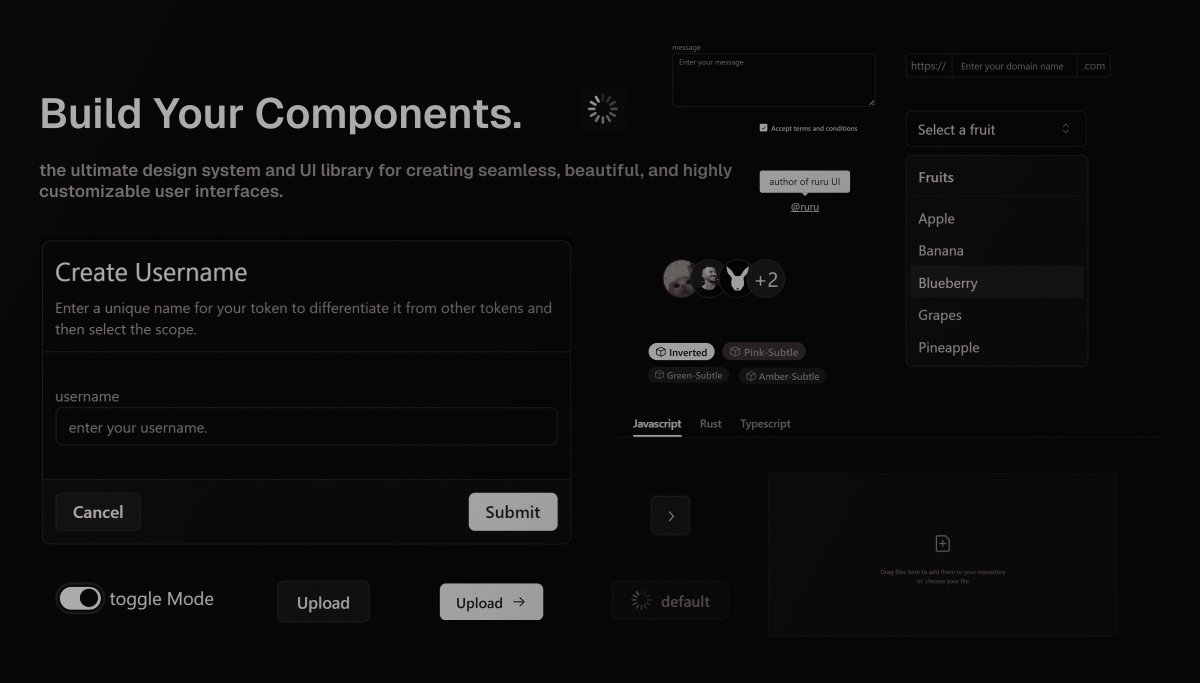 Build Your Components.
the ultimate design system and UI library for creating seamless, beautiful, and highly
customizable user interfaces.
Create Username
Enter a unique name for your token to differentiate it from other tokens and
then select the scope.
username
enter your username.
Cancel
Submit
toggle Mode
Upload
Upload
default
message
Enter your message
Accept terms and conditions
author of ruru UI
@ruru
+2
Inverted
Pink-Subtle
Green-Subtle
Amber-Subtle
Javascript
Rust
Typescript
https://
Enter your domain name
.com
Select a fruit
Fruits
Apple
Banana
Blueberry
Grapes
Pineapple
Drag files here to add them to your repository
or choose your file